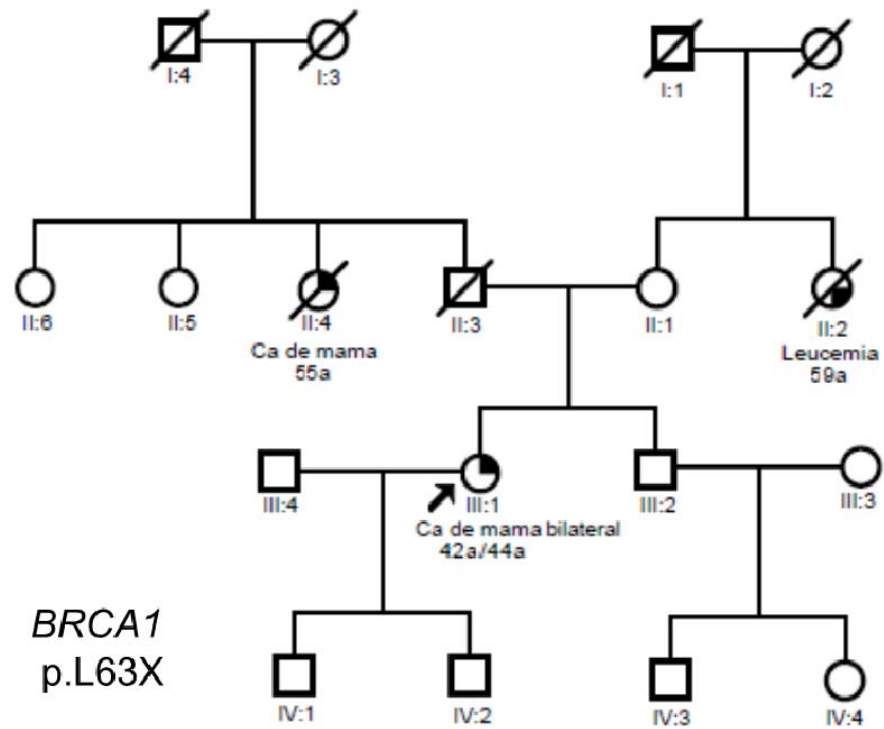 I:4
I:3
I:1
I:2
II:6
II:5
II:4
Ca de mama
55a
II:3
II:1
II:2
Leucemia
59a
III:4
III:1
Ca de mama bilateral
42a/44a
III:2
III:3
BRCA1
p.L63X
IV:1
IV:2
IV:3
IV:4